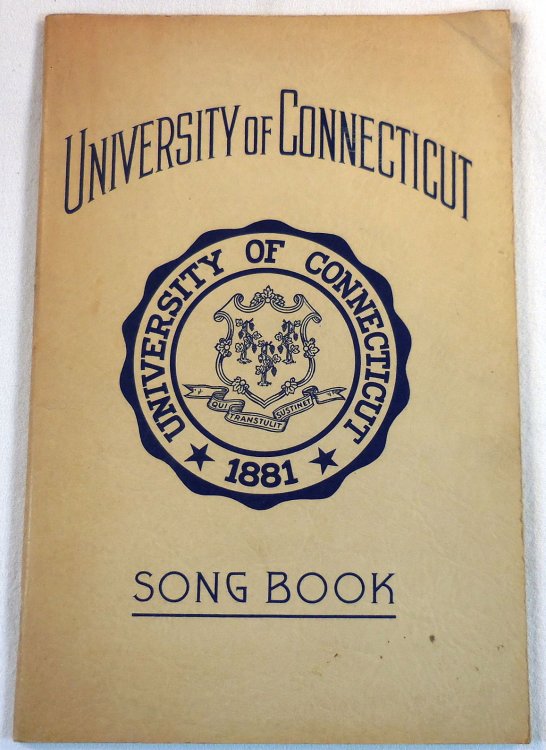 UNIVERSITY OF CONNECTICUT
UNIVERSITY OF CONNECTICUT
QUI TRANSTULIT SUSTINET
★ 1881 ★
SONG BOOK